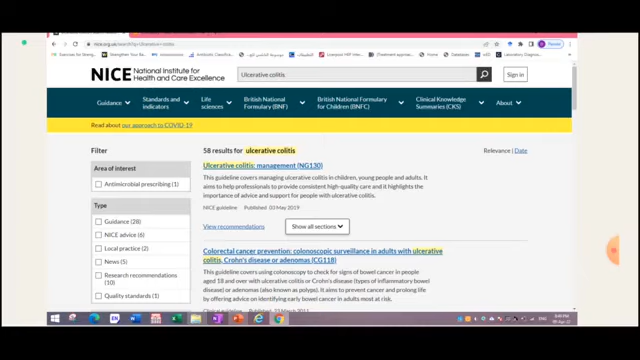 nice.org.uk/search?q=Ulcerative+colitis
NICE National Institute for Health and Care Excellence
Ulcerative colitis
Sign in
Guidance
Standards and indicators
Life sciences
British National Formulary (BNF)
British National Formulary for Children (BNFC)
Clinical Knowledge Summaries (CKS)
About
Read about our approach to COVID-19
Filter
Area of interest
Antimicrobial prescribing (1)
Type
Guidance (28)
NICE advice (6)
Local practice (2)
News (5)
Research recommendations (10)
Quality standards (1)
58 results for ulcerative colitis
Relevance | Date
Ulcerative colitis: management (NG130)
This guideline covers managing ulcerative colitis in children, young people and adults. It
aims to help professionals to provide consistent high-quality care and it highlights the
importance of advice and support for people with ulcerative colitis.
NICE guideline Published 03 May 2019
View recommendations
Show all sections
Colorectal cancer prevention: colonoscopic surveillance in adults with ulcerative
colitis, Crohn's disease or adenomas (CG118)
This guideline covers using colonoscopy to check for signs of bowel cancer in people
aged 18 and over with ulcerative colitis or Crohn's disease (types of inflammatory bowel
disease) or adenomas (also known as polyps). It aims to prevent cancer and prolong life
by offering advice on identifying early bowel cancer in adults most at risk.
ENG